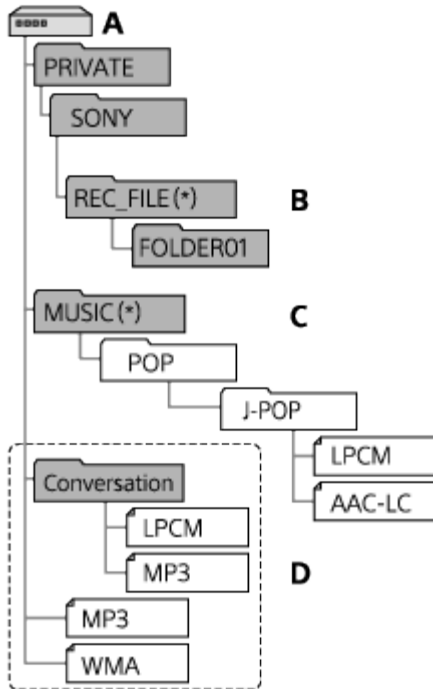 A
PRIVATE
SONY
REC_FILE(*)
B
FOLDER01
MUSIC(*)
C
POP
J-POP
LPCM
AAC-LC
Conversation
LPCM
MP3
D
MP3
WMA